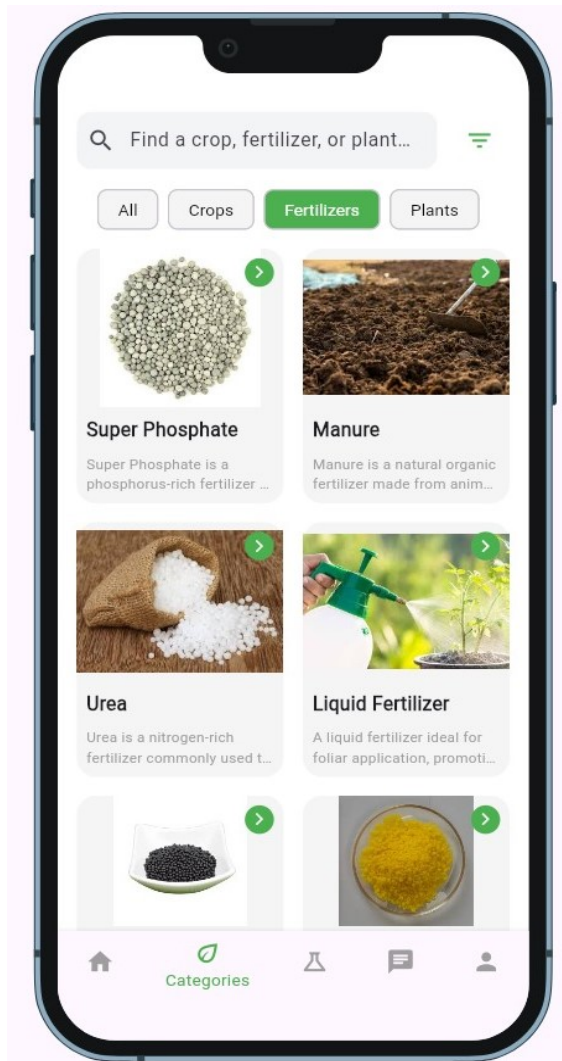 Find a crop, fertilizer, or plant...
All
Crops
Fertilizers
Plants
Super Phosphate
Super Phosphate is a
phosphorus-rich fertilizer ...
Manure
Manure is a natural organic
fertilizer made from anim...
Urea
Urea is a nitrogen-rich
fertilizer commonly used t...
Liquid Fertilizer
A liquid fertilizer ideal for
foliar application, promoti...
Categories